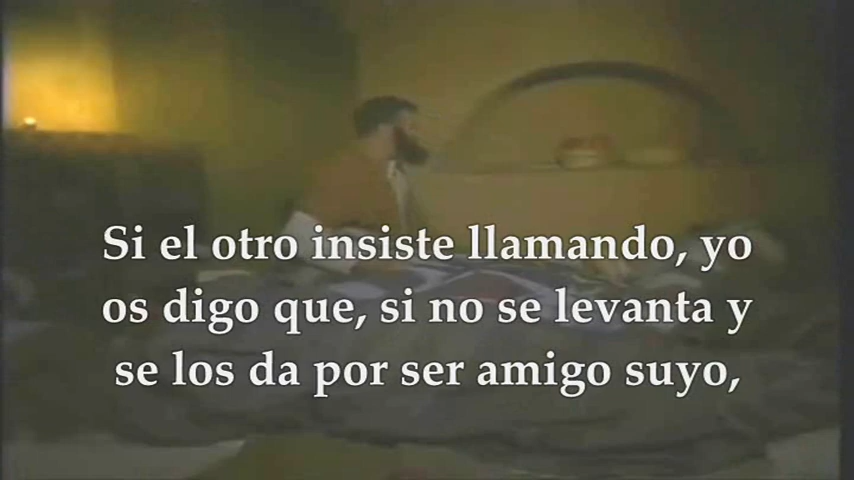 Si el otro insiste llamando, yo
os digo que, si no se levanta y
se los da por ser amigo suyo,